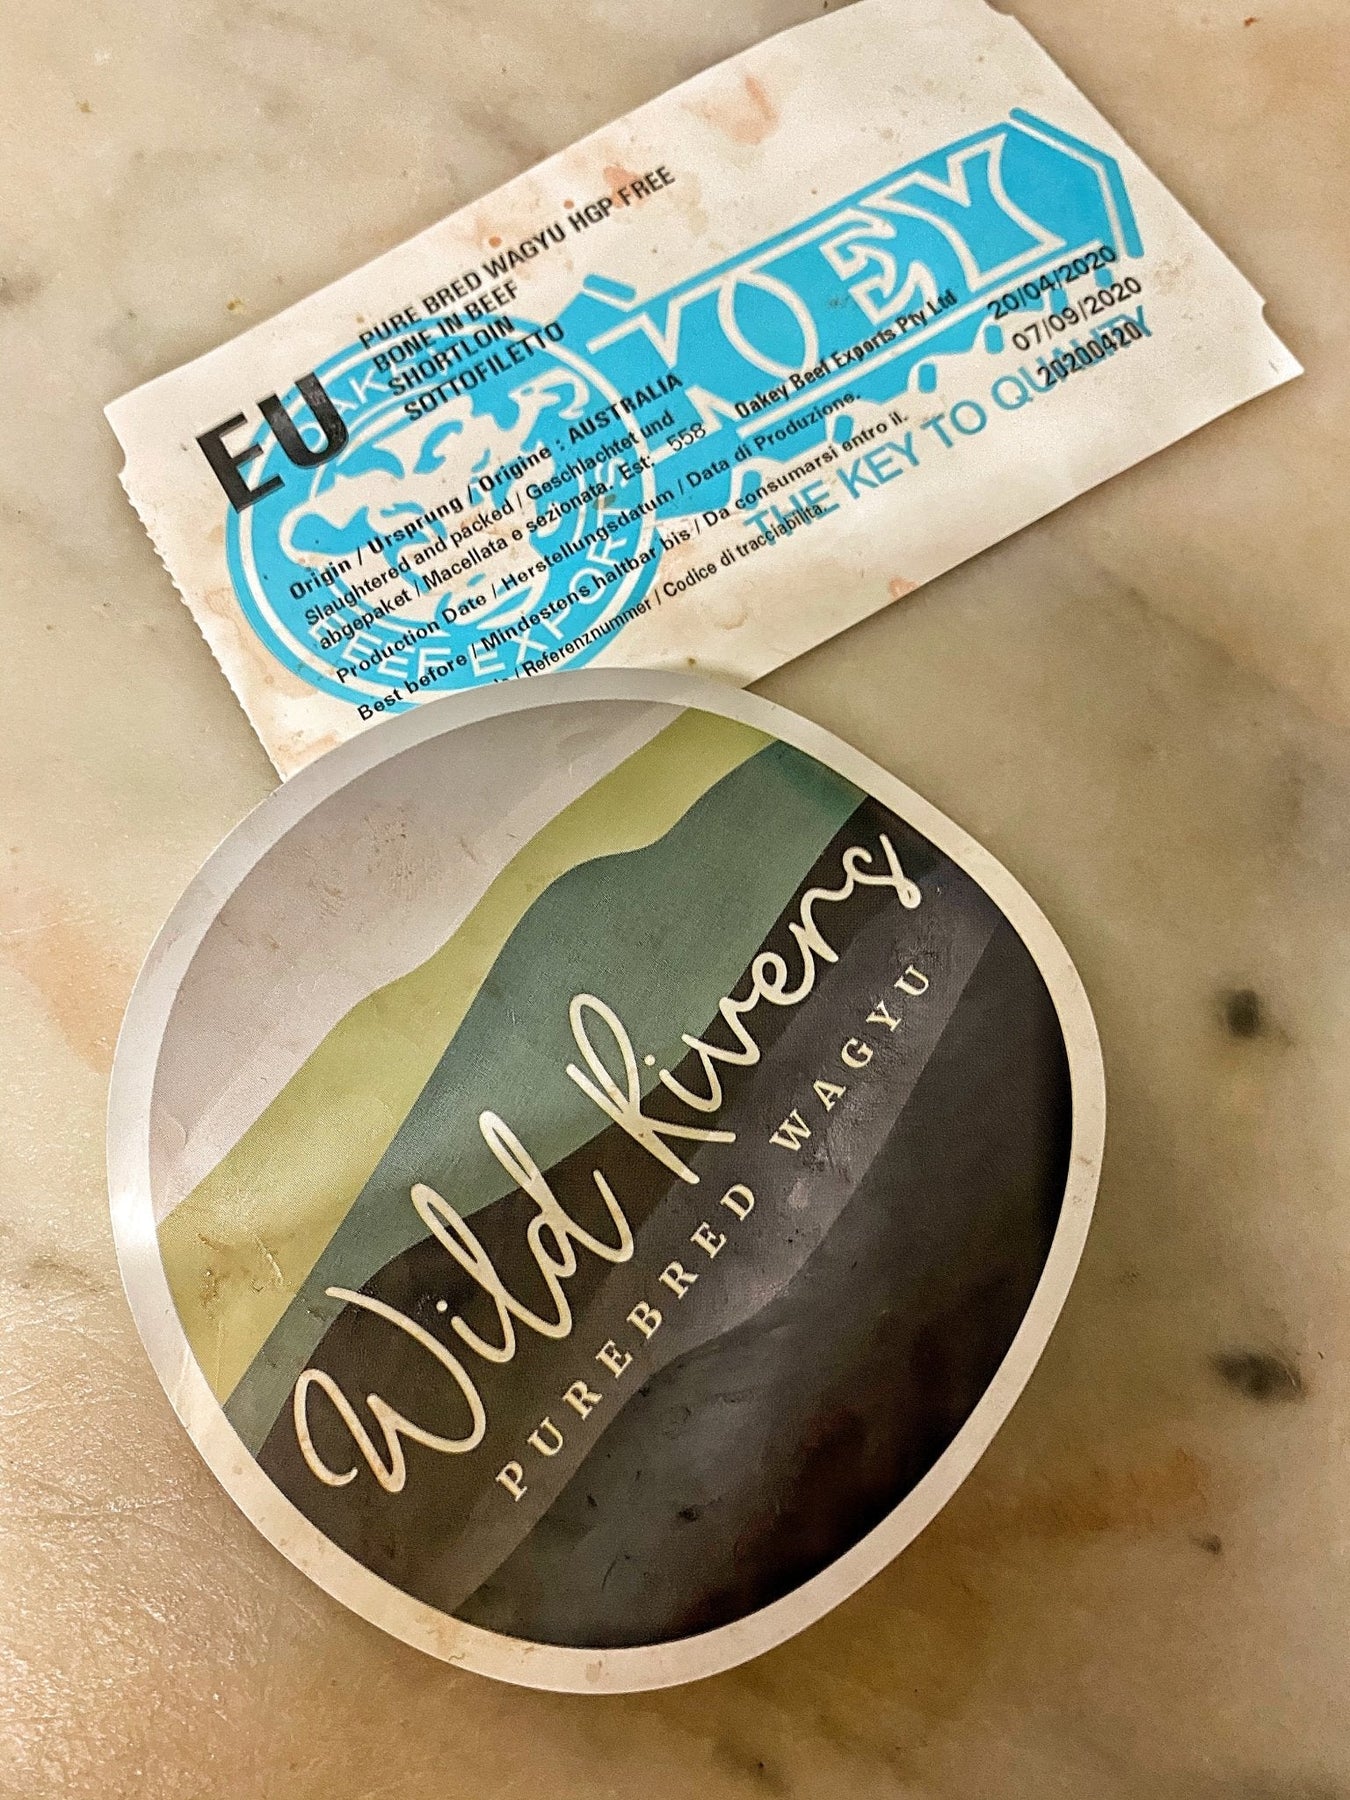 EU
PURE BRED WAGYU HGP FREE
BONE IN BEEF
SHORTLOIN
SOTTOFILETTO
Origin / Ursprung / Origine : AUSTRALIA
Slaughtered and packed / Geschlachtet und
abgepaket / Macellata e sezionata. Est: 558 Oakey Beef Exports Pty Ltd
Production Date / Herstellungsdatum / Data di Produzione. 20/04/2020
Best before / Mindestens haltbar bis / Da consumarsi entro il. 07/09/2020
/ Referenznummer / Codice di tracciabilita. 20200420
BEEF EXPORTS
KEY
THE KEY TO QUALITY
Wild Rivers
PUREBRED WAGYU